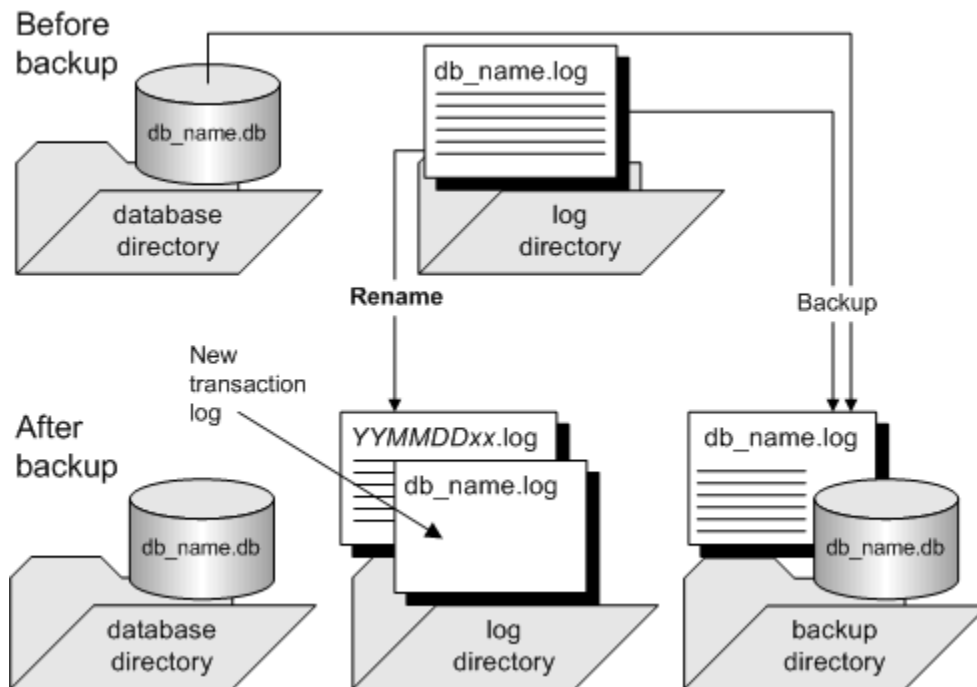 Before
backup
db_name.db
database
directory
db_name.log
log
directory
Rename
Backup
New
transaction
log
After
backup
db_name.db
database
directory
YYMMDDxx.log
db_name.log
log
directory
db_name.log
db_name.db
backup
directory